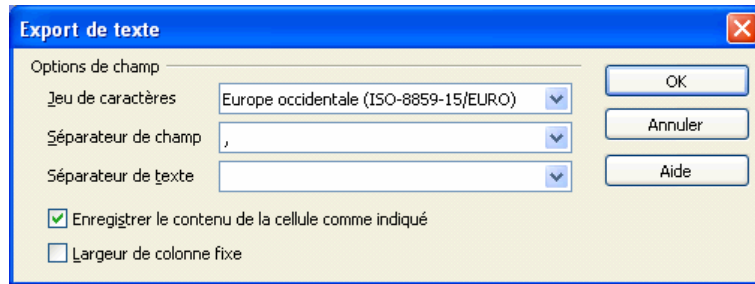 Export de texte
Options de champ
Jeu de caractères
Europe occidentale (ISO-8859-15/EURO)
Séparateur de champ
,
Séparateur de texte
Enregistrer le contenu de la cellule comme indiqué
Largeur de colonne fixe
OK
Annuler
Aide